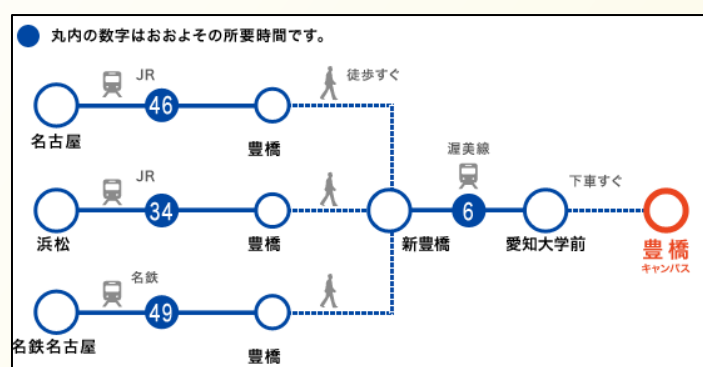 丸内の数字はおおよその所要時間です。
JR
徒歩すぐ
46
名古屋
豊橋
渥美線
JR
下車すぐ
34
6
浜松
豊橋
新豊橋
愛知大学前
豊橋
キャンパス
名鉄
49
名鉄名古屋
豊橋